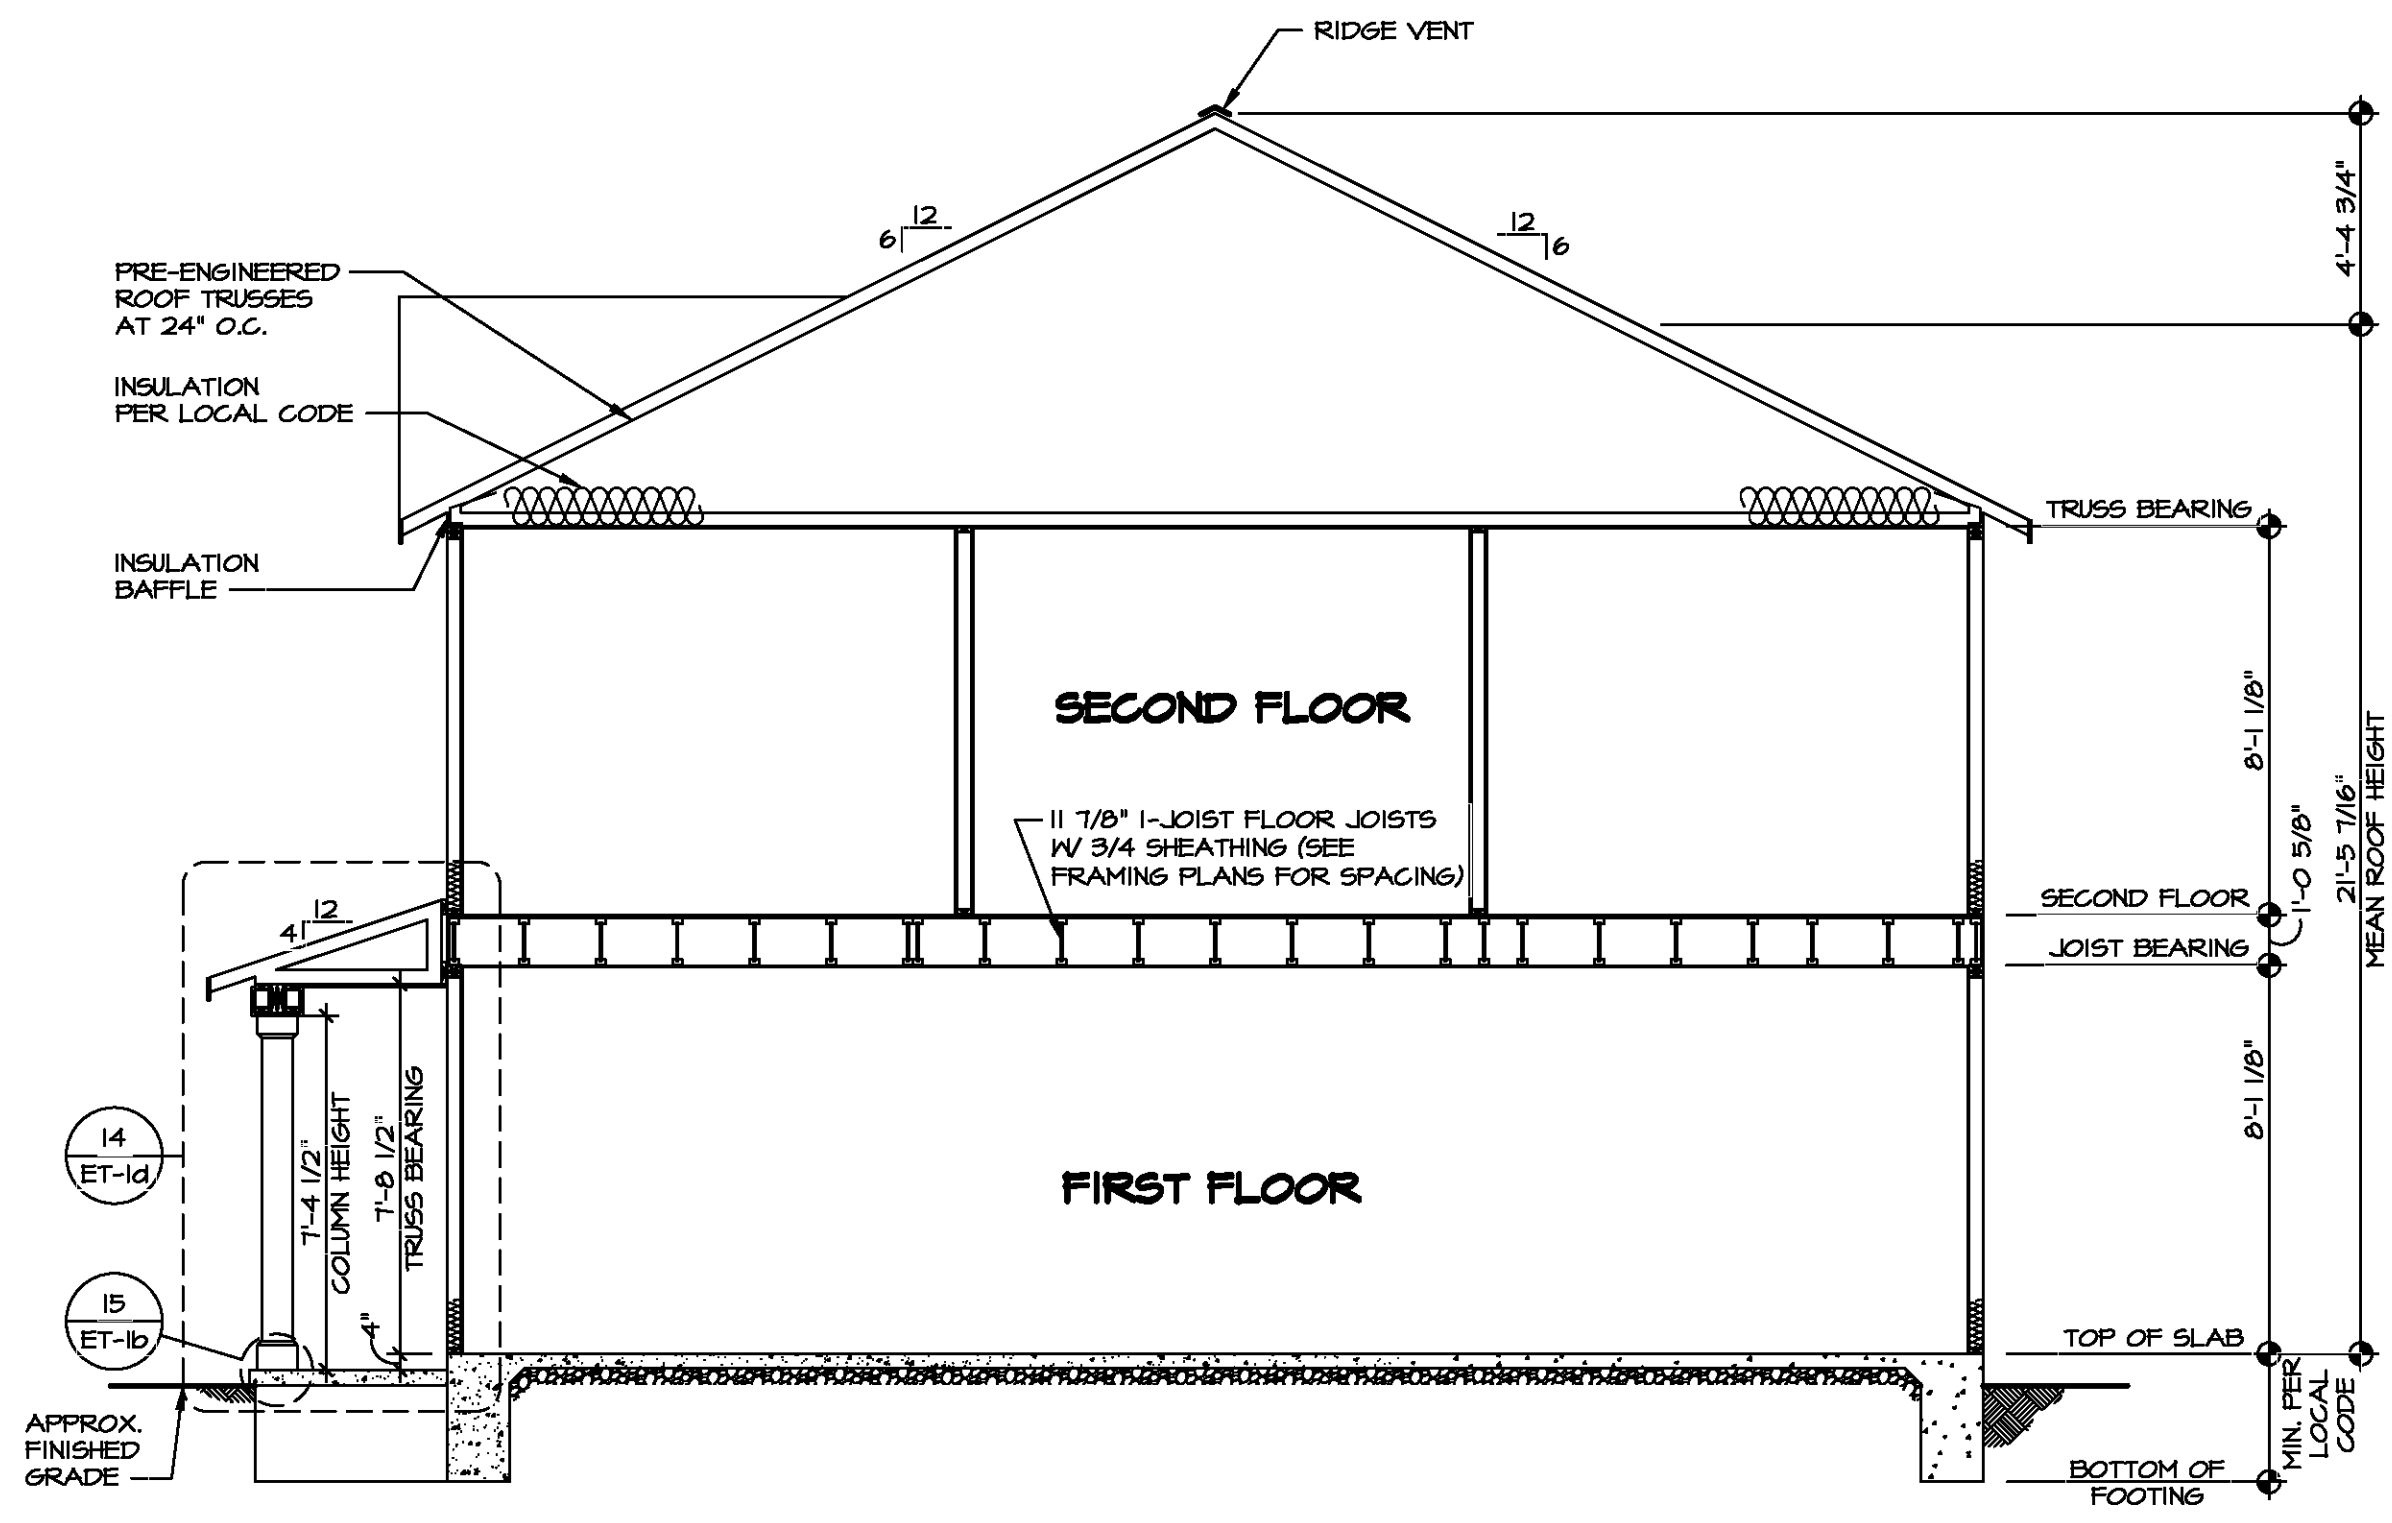 RIDGE VENT
12
6
12
6
4'-4 3/4"
PRE-ENGINEERED
ROOF TRUSSES
AT 24" O.C.
INSULATION
PER LOCAL CODE
TRUSS BEARING
INSULATION
BAFFLE
SECOND FLOOR
8'-1 1/8"
11 7/8" I-JOIST FLOOR JOISTS
W/ 3/4 SHEATHING (SEE
FRAMING PLANS FOR SPACING)
1'-0 5/8"
21'-5 7/16"
MEAN ROOF HEIGHT
SECOND FLOOR
JOIST BEARING
12
4
8'-1 1/8"
14
ET-1d
7'-4 1/2"
COLUMN HEIGHT
7'-8 1/2"
TRUSS BEARING
FIRST FLOOR
15
ET-1b
4"
TOP OF SLAB
APPROX.
FINISHED
GRADE
MIN. PER
LOCAL
CODE
BOTTOM OF
FOOTING